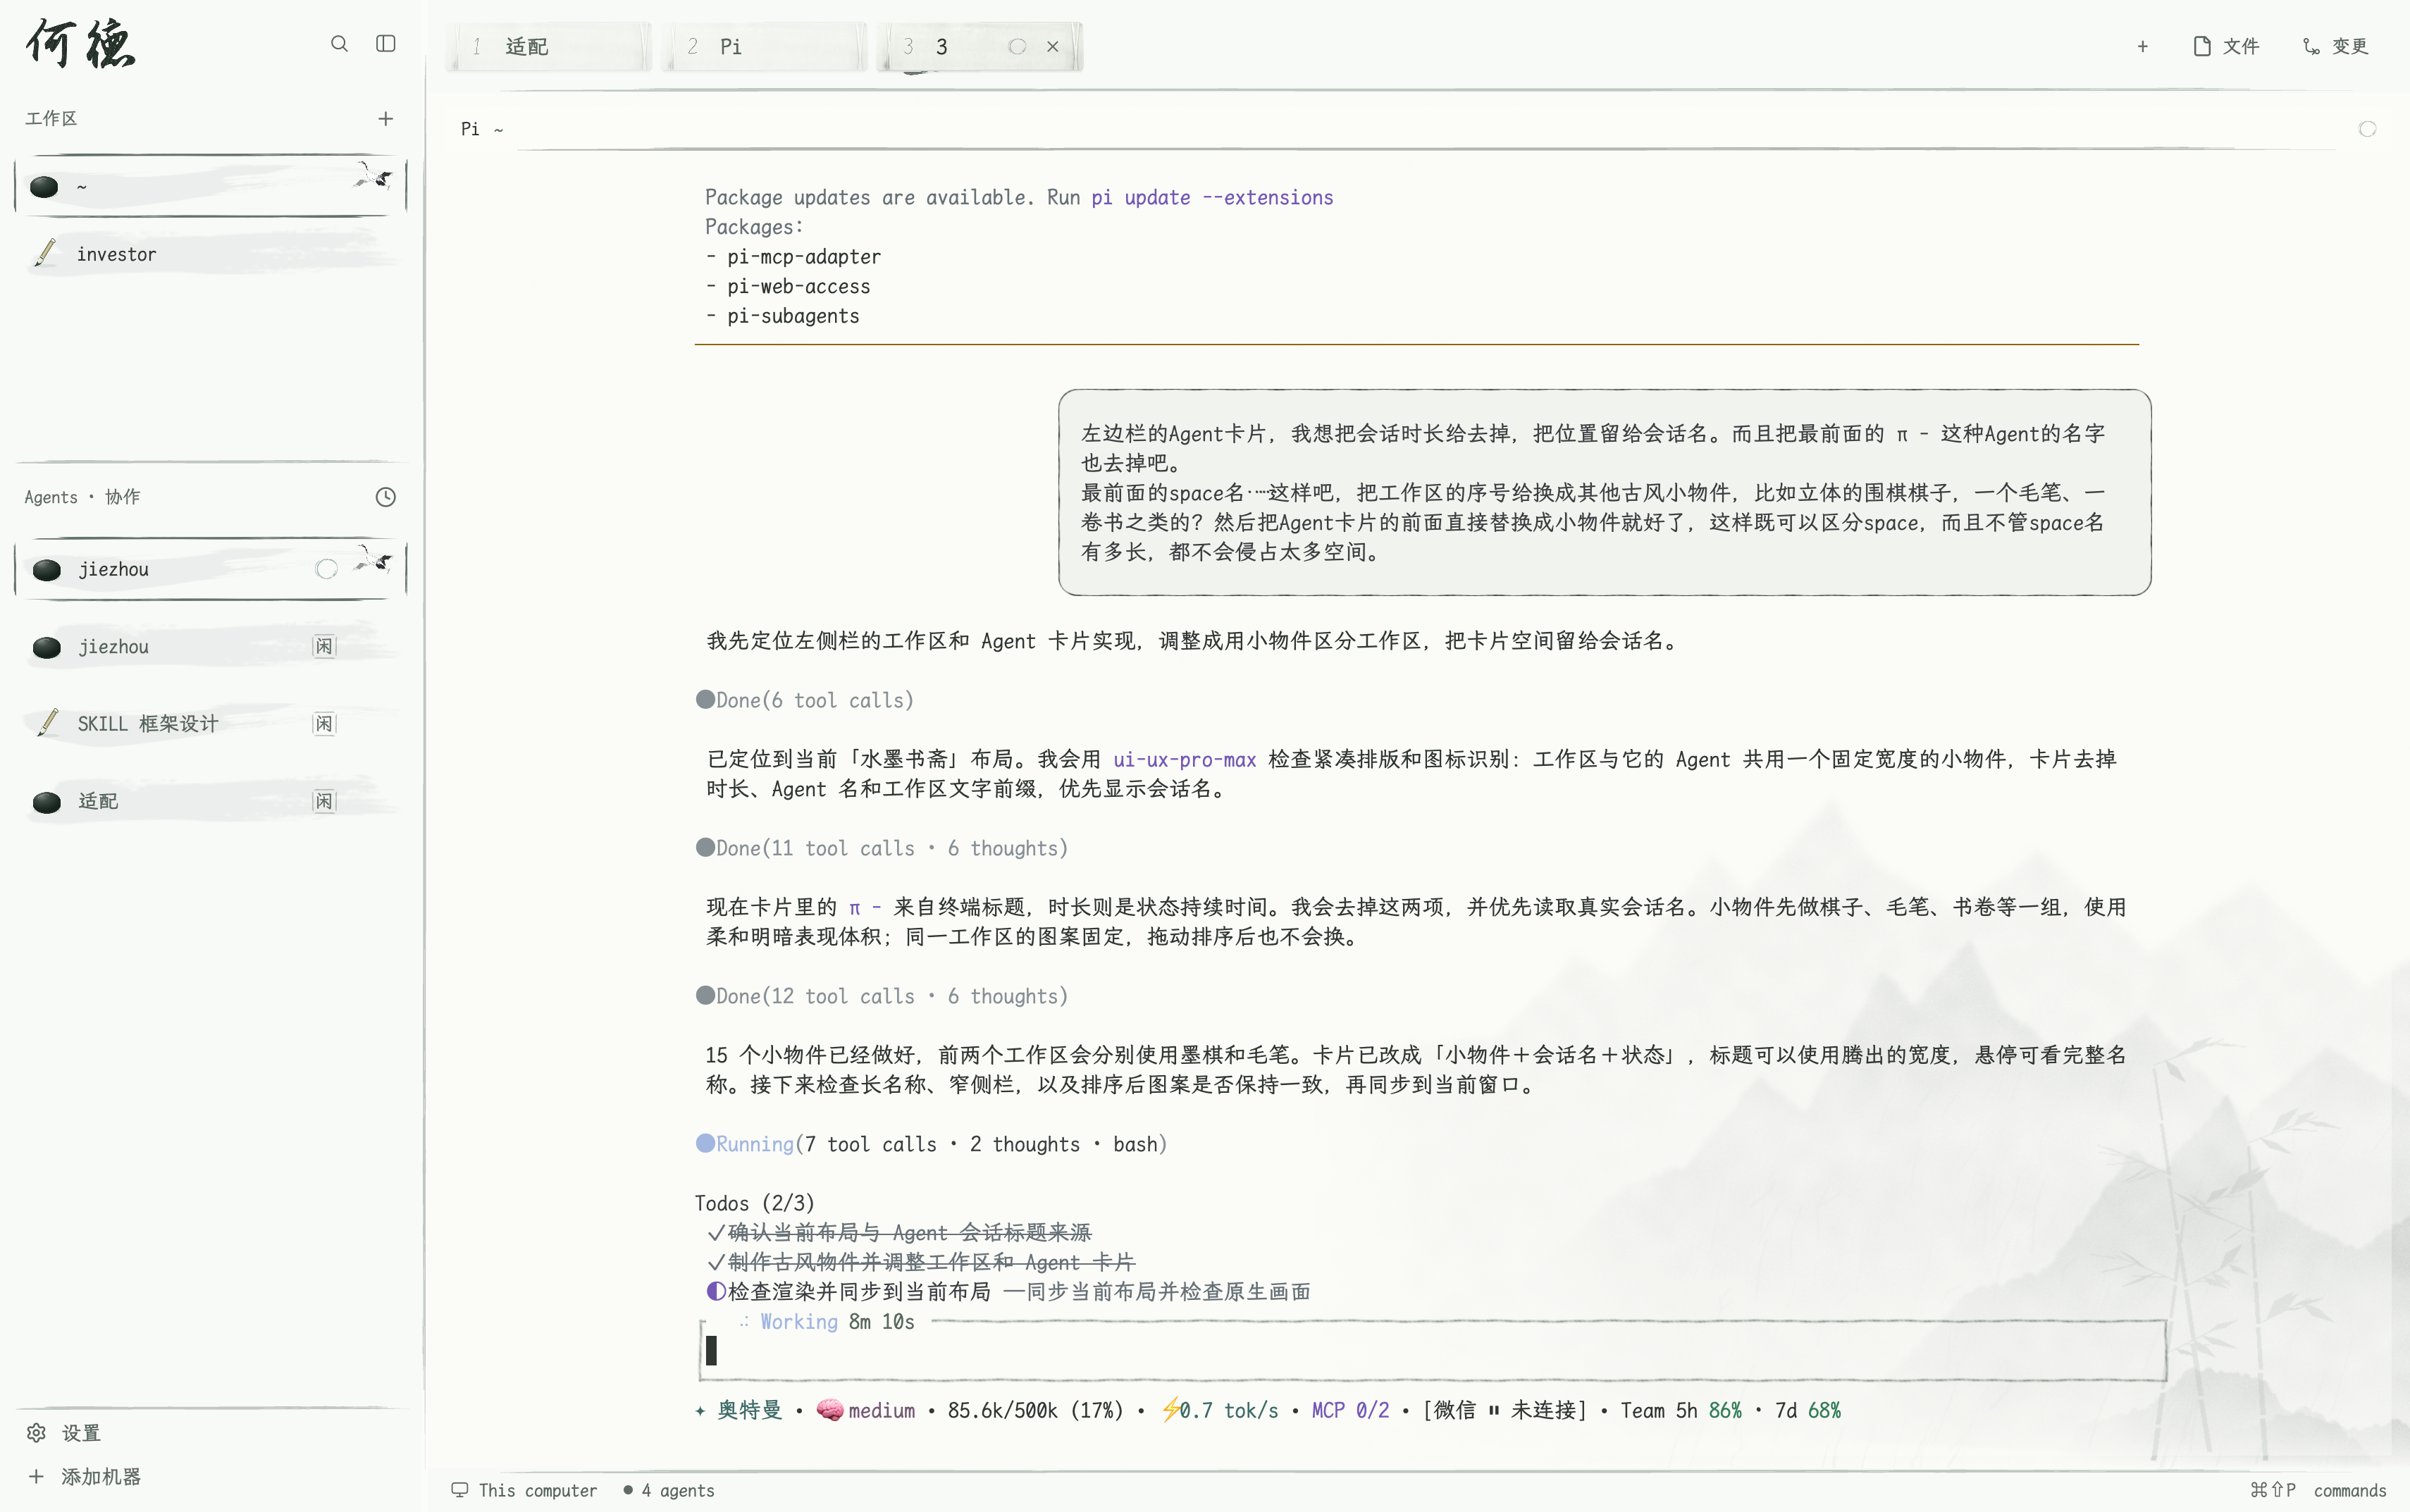 何德
工作区
~
investor
Agents · 协作
jiezhou
jiezhou 闲
SKILL 框架设计 闲
适配 闲
设置
添加机器
1 适配
2 Pi
3 3
文件
变更
Pi ~
Package updates are available. Run pi update --extensions
Packages:
- pi-mcp-adapter
- pi-web-access
- pi-subagents
左边栏的Agent卡片，我想把会话时长给去掉，把位置留给会话名。而且把最前面的 π - 这种Agent的名字
也去掉吧。
最前面的space名……这样吧，把工作区的序号给换成其他古风小物件，比如立体的围棋棋子，一个毛笔、一
卷书之类的？然后把Agent卡片的前面直接替换成小物件就好了，这样既可以区分space，而且不管space名
有多长，都不会侵占太多空间。
我先定位左侧栏的工作区和 Agent 卡片实现，调整成用小物件区分工作区，把卡片空间留给会话名。
Done(6 tool calls)
已定位到当前「水墨书斋」布局。我会用 ui-ux-pro-max 检查紧凑排版和图标识别：工作区与它的 Agent 共用一个固定宽度的小物件，卡片去掉
时长、Agent 名和工作区文字前缀，优先显示会话名。
Done(11 tool calls · 6 thoughts)
现在卡片里的 π - 来自终端标题，时长则是状态持续时间。我会去掉这两项，并优先读取真实会话名。小物件先做棋子、毛笔、书卷等一组，使用
柔和明暗表现体积；同一工作区的图案固定，拖动排序后也不会换。
Done(12 tool calls · 6 thoughts)
15 个小物件已经做好，前两个工作区会分别使用墨棋和毛笔。卡片已改成「小物件＋会话名＋状态」，标题可以使用腾出的宽度，悬停可看完整名
称。接下来检查长名称、窄侧栏，以及排序后图案是否保持一致，再同步到当前窗口。
Running(7 tool calls · 2 thoughts · bash)
Todos (2/3)
✓确认当前布局与 Agent 会话标题来源
✓制作古风物件并调整工作区和 Agent 卡片
◐检查渲染并同步到当前布局 —同步当前布局并检查原生画面
Working 8m 10s
✦ 奥特曼 • 🧠 medium • 85.6k/500k (17%) • ⚡0.7 tok/s • MCP 0/2 • [微信 ⏸ 未连接] • Team 5h 86% · 7d 68%
This computer ● 4 agents
⌘⇧P commands